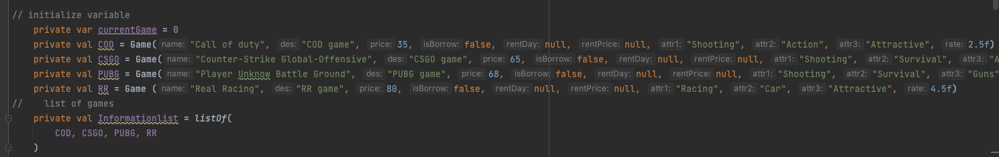 // initialize variable
private var currentGame = 0
private val COD = Game( name: "Call of duty", des: "COD game", price: 35, isBorrow: false, rentDay: null, rentPrice: null, attr1: "Shooting", attr2: "Action", attr3: "Attractive", rate: 2.5f)
private val CSGO = Game( name: "Counter-Strike Global-Offensive", des: "CSGO game", price: 65, isBorrow: false, rentDay: null, rentPrice: null, attr1: "Shooting", attr2: "Survival", attr3: "A
private val PUBG = Game( name: "Player Unknow Battle Ground", des: "PUBG game", price: 68, isBorrow: false, rentDay: null, rentPrice: null, attr1: "Shooting", attr2: "Survival", attr3: "Guns"
private val RR = Game ( name: "Real Racing", des: "RR game", price: 80, isBorrow: false, rentDay: null, rentPrice: null, attr1: "Racing", attr2: "Car", attr3: "Attractive", rate: 4.5f)
// list of games
private val Informationlist = listOf(
COD, CSGO, PUBG, RR
)